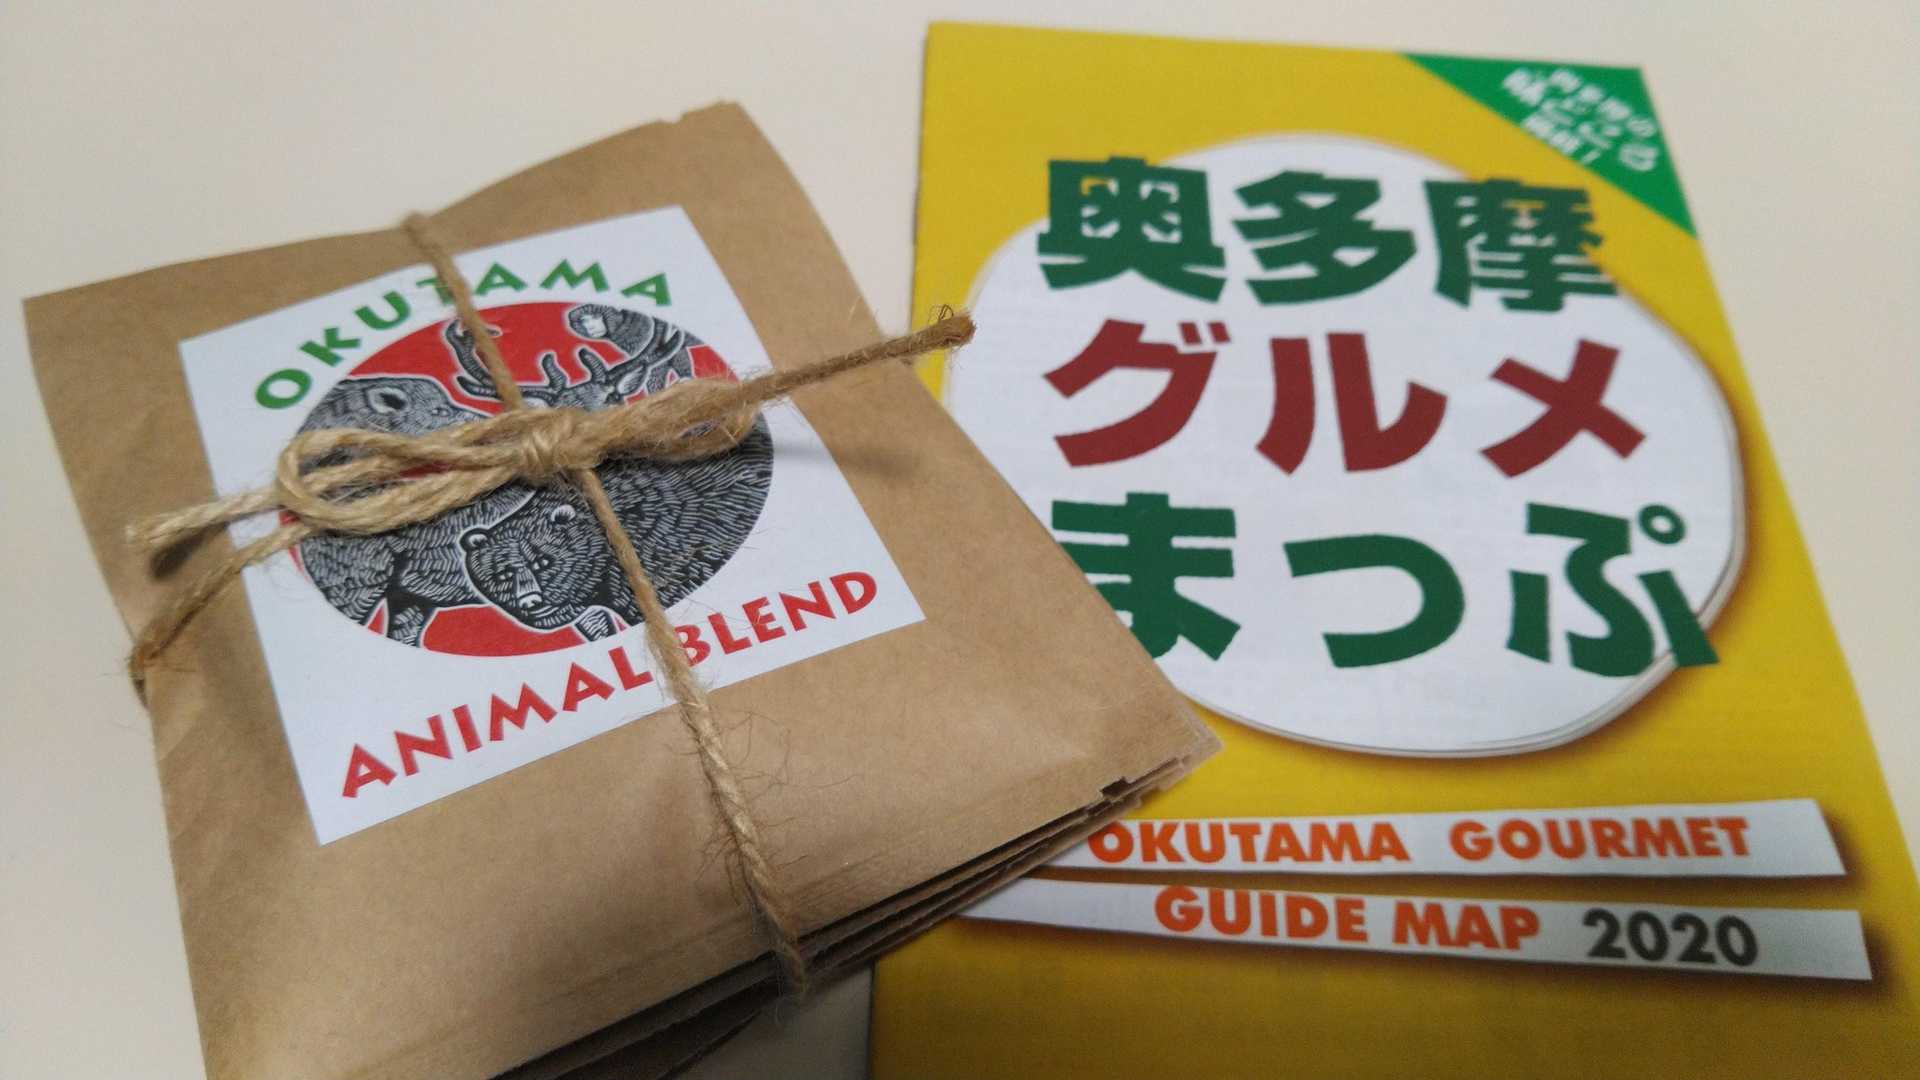 OKUTAMA
ANIMAL BLEND
奥多摩
グルメ
まっぷ
OKUTAMA GOURMET
GUIDE MAP 2020